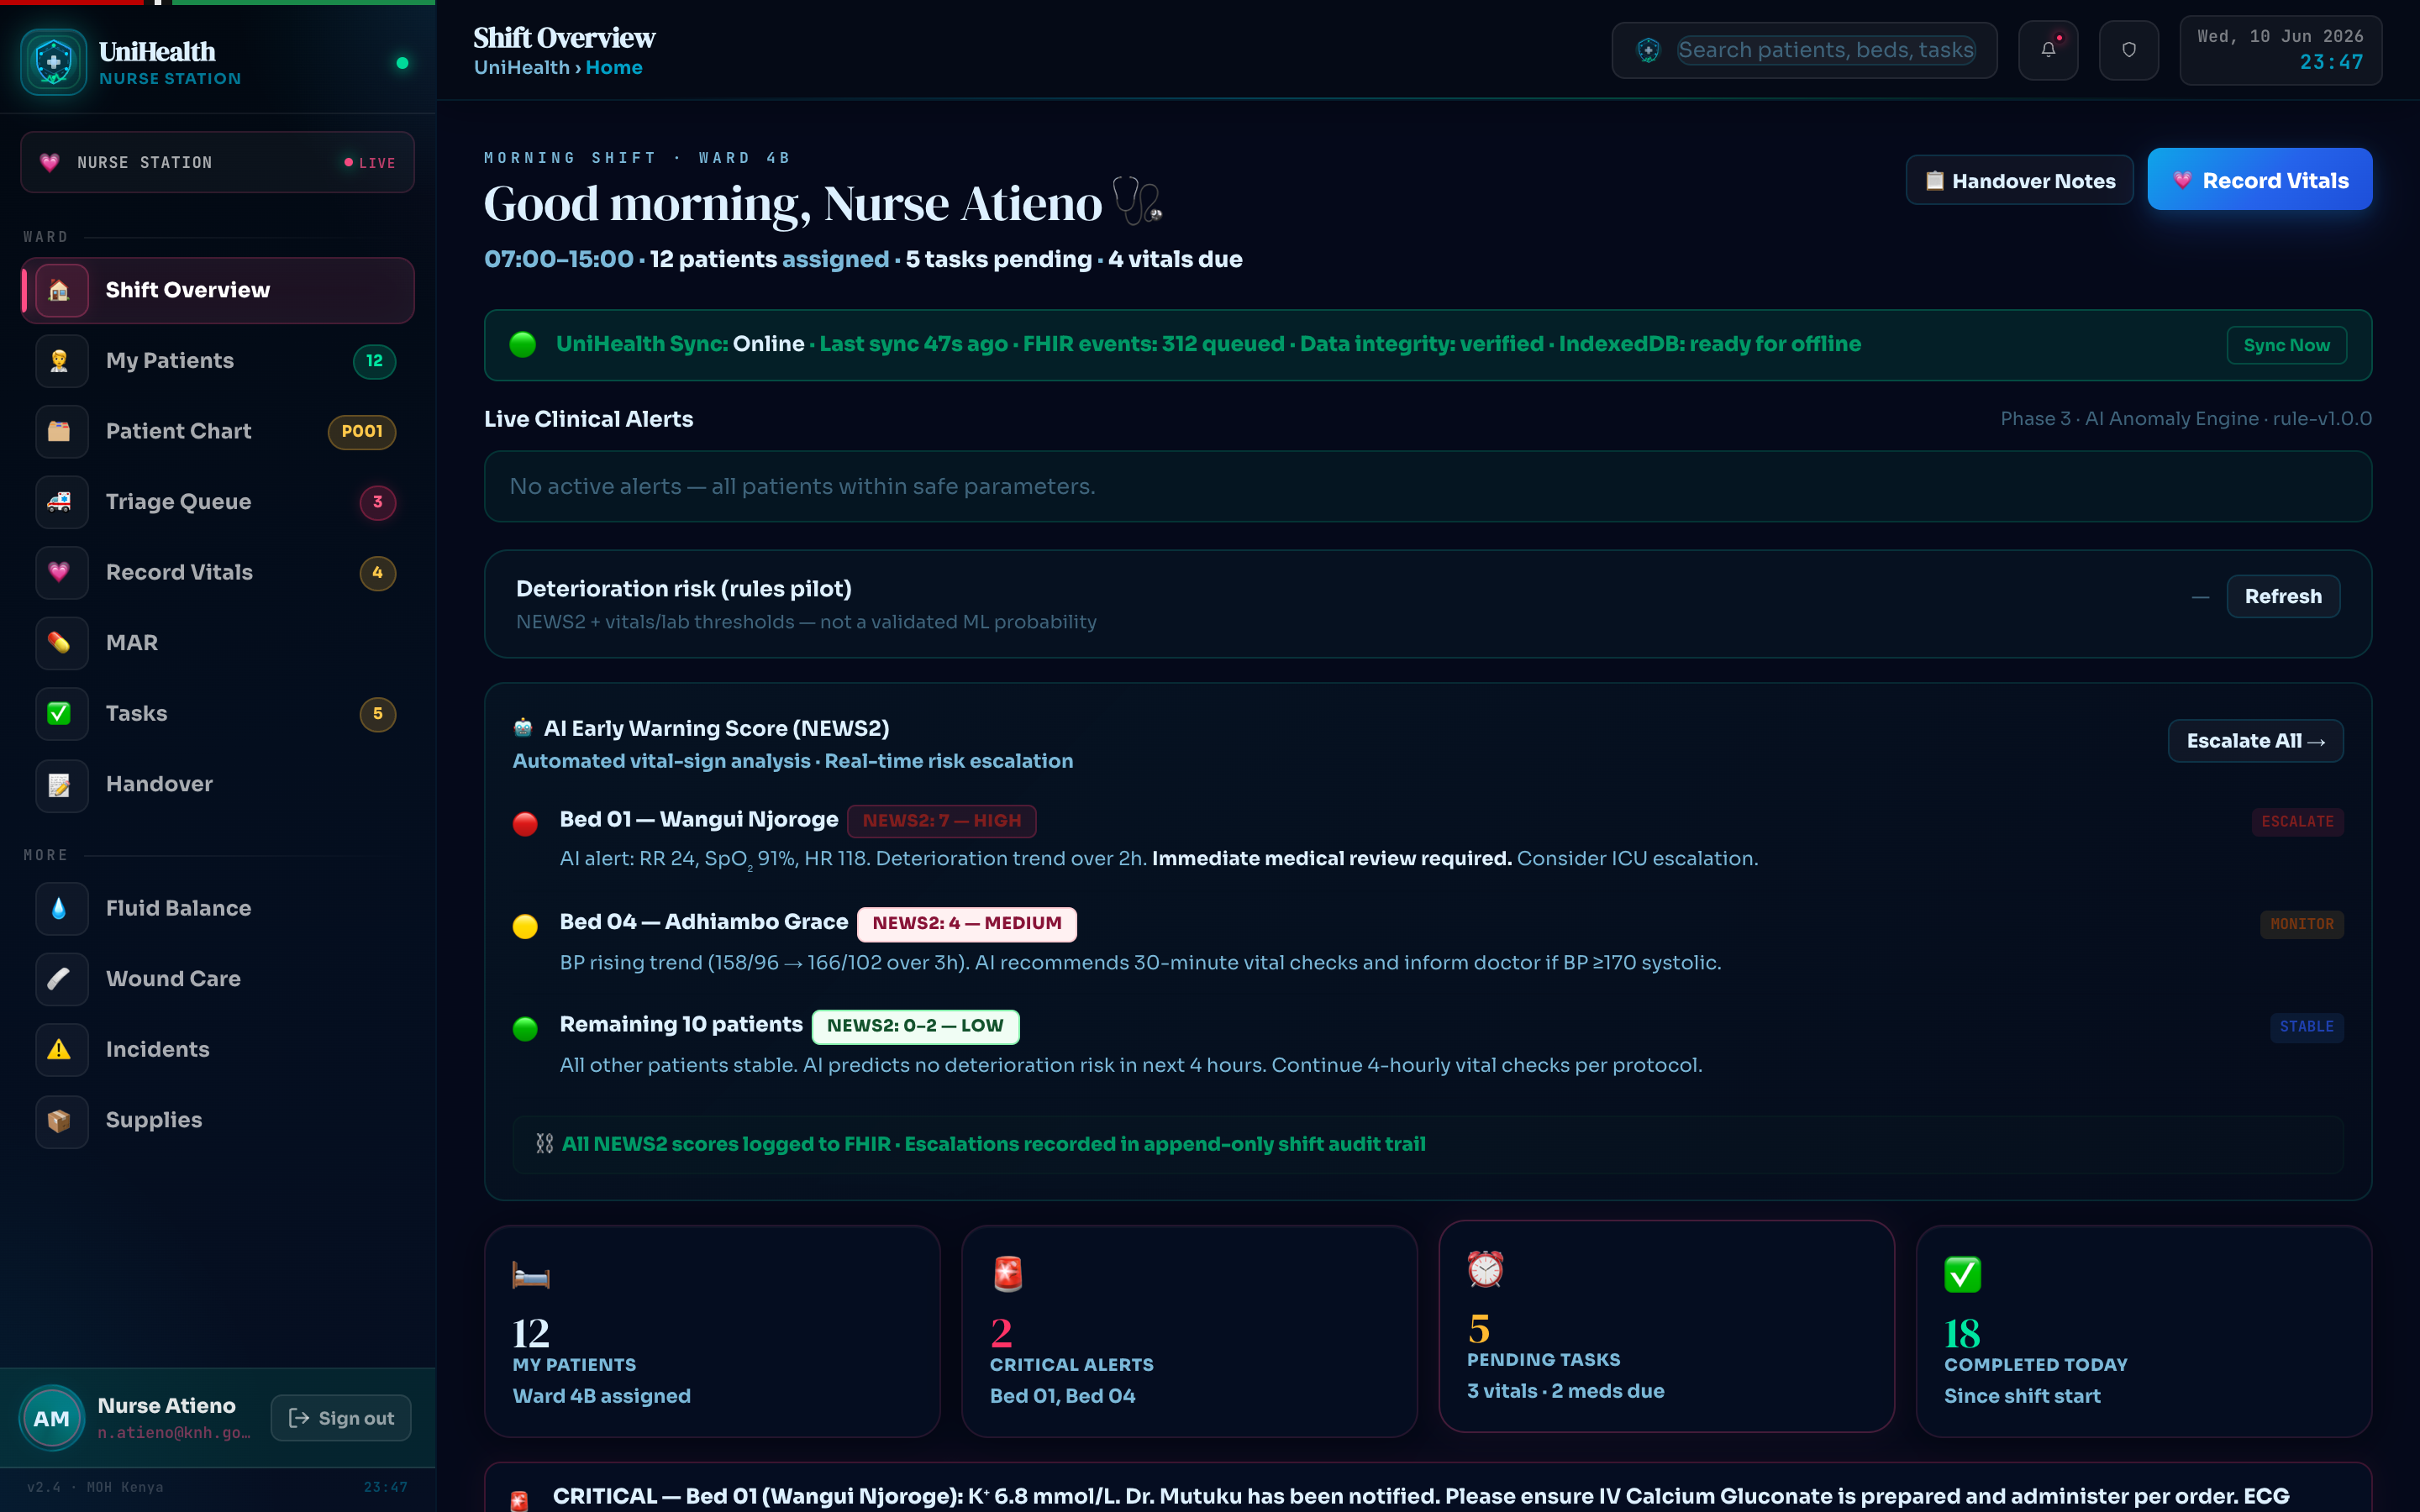 UniHealth
NURSE STATION
NURSE STATION
LIVE
WARD
Shift Overview
My Patients 12
Patient Chart P001
Triage Queue 3
Record Vitals 4
MAR
Tasks 5
Handover
MORE
Fluid Balance
Wound Care
Incidents
Supplies
AM
Nurse Atieno
n.atieno@knh.go…
Sign out
v2.4 · MOH Kenya 23:47
Shift Overview
UniHealth › Home
Search patients, beds, tasks
Wed, 10 Jun 2026
23:47
MORNING SHIFT · WARD 4B
Good morning, Nurse Atieno
07:00–15:00 · 12 patients assigned · 5 tasks pending · 4 vitals due
Handover Notes
Record Vitals
UniHealth Sync: Online · Last sync 47s ago · FHIR events: 312 queued · Data integrity: verified · IndexedDB: ready for offline
Sync Now
Live Clinical Alerts
Phase 3 · AI Anomaly Engine · rule-v1.0.0
No active alerts — all patients within safe parameters.
Deterioration risk (rules pilot)
NEWS2 + vitals/lab thresholds — not a validated ML probability
—
Refresh
AI Early Warning Score (NEWS2)
Automated vital-sign analysis · Real-time risk escalation
Escalate All →
Bed 01 — Wangui Njoroge NEWS2: 7 — HIGH
ESCALATE
AI alert: RR 24, SpO₂ 91%, HR 118. Deterioration trend over 2h. Immediate medical review required. Consider ICU escalation.
Bed 04 — Adhiambo Grace NEWS2: 4 — MEDIUM
MONITOR
BP rising trend (158/96 → 166/102 over 3h). AI recommends 30-minute vital checks and inform doctor if BP ≥170 systolic.
Remaining 10 patients NEWS2: 0–2 — LOW
STABLE
All other patients stable. AI predicts no deterioration risk in next 4 hours. Continue 4-hourly vital checks per protocol.
All NEWS2 scores logged to FHIR · Escalations recorded in append-only shift audit trail
12
MY PATIENTS
Ward 4B assigned
2
CRITICAL ALERTS
Bed 01, Bed 04
5
PENDING TASKS
3 vitals · 2 meds due
18
COMPLETED TODAY
Since shift start
CRITICAL — Bed 01 (Wangui Njoroge): K⁺ 6.8 mmol/L. Dr. Mutuku has been notified. Please ensure IV Calcium Gluconate is prepared and administer per order. ECG